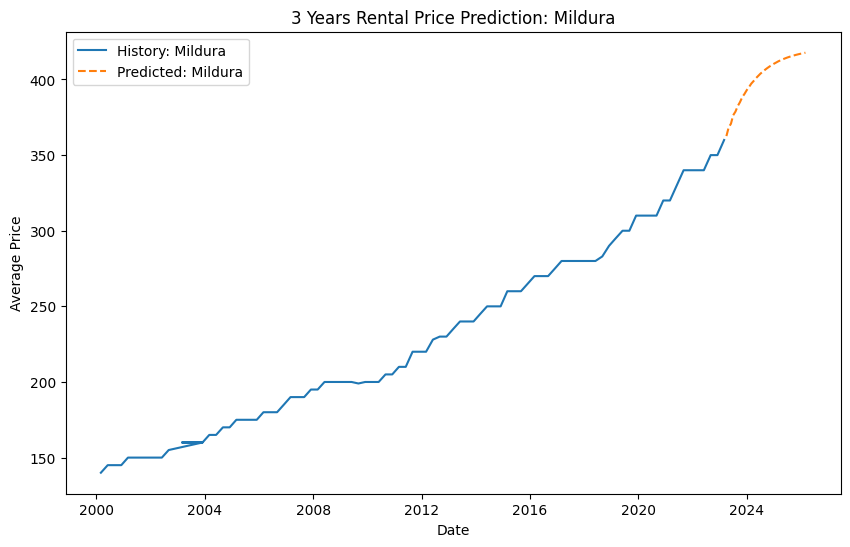 3 Years Rental Price Prediction: Mildura
History: Mildura
Predicted: Mildura
400
350
300
250
200
150
Average Price
2000 2004 2008 2012 2016 2020 2024
Date